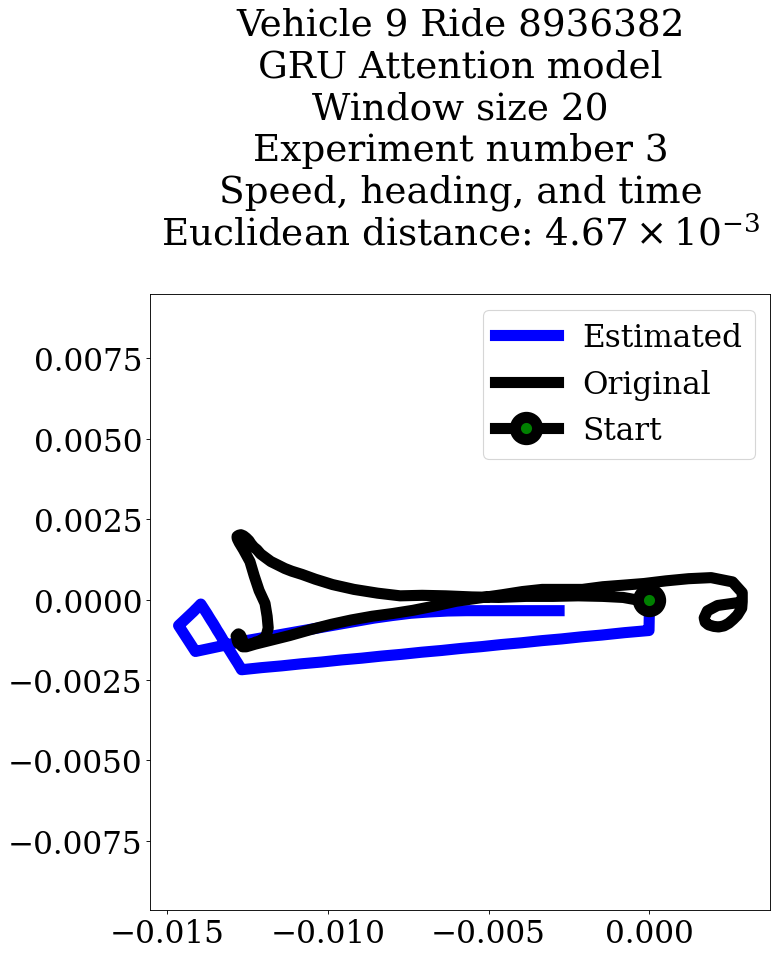 Vehicle 9 Ride 8936382
GRU Attention model
Window size 20
Experiment number 3
Speed, heading, and time
Euclidean distance: 4.67 × 10⁻³
Estimated
Original
Start
0.0075
0.0050
0.0025
0.0000
−0.0025
−0.0050
−0.0075
−0.015
−0.010
−0.005
0.000